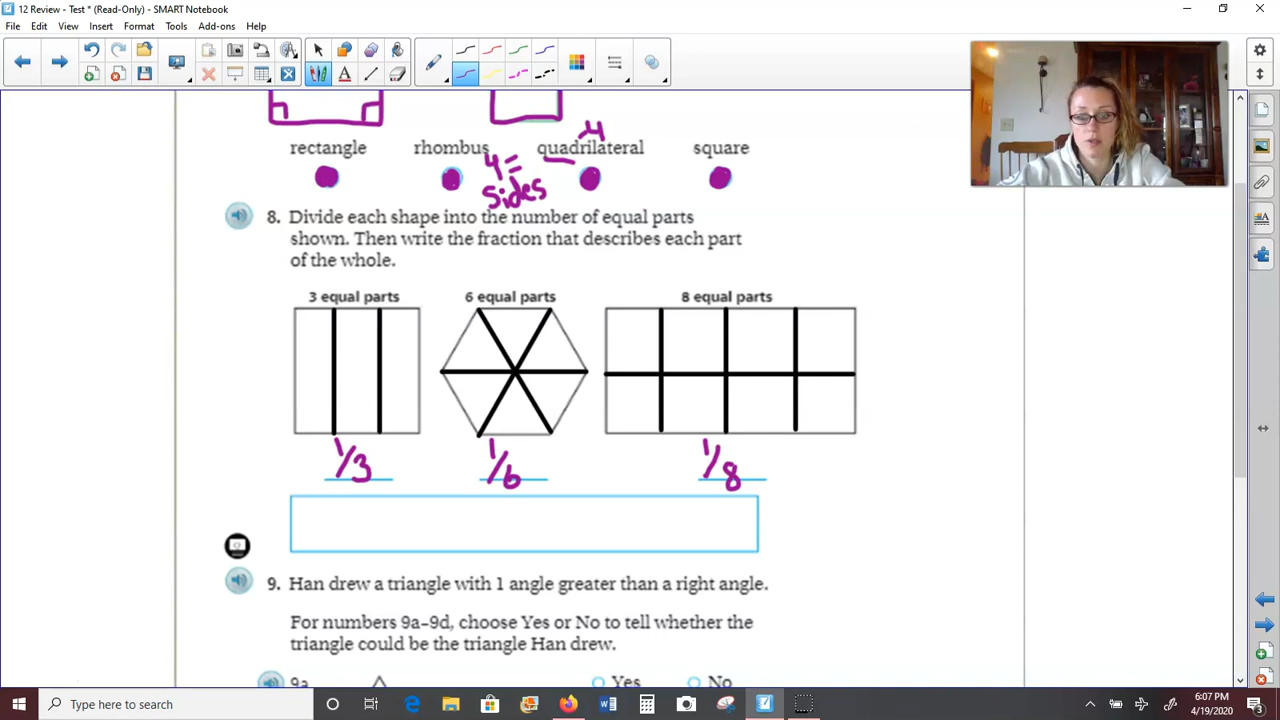 12 Review - Test * (Read-Only) - SMART Notebook
File Edit View Insert Format Tools Add-ons Help
4
rectangle rhombus quadrilateral square
4 =
sides
8. Divide each shape into the number of equal parts
shown. Then write the fraction that describes each part
of the whole.
3 equal parts 6 equal parts 8 equal parts
1/3 1/6 1/8
9. Han drew a triangle with 1 angle greater than a right angle.
For numbers 9a–9d, choose Yes or No to tell whether the
triangle could be the triangle Han drew.
9a Yes No
Type here to search
6:07 PM
4/19/2020